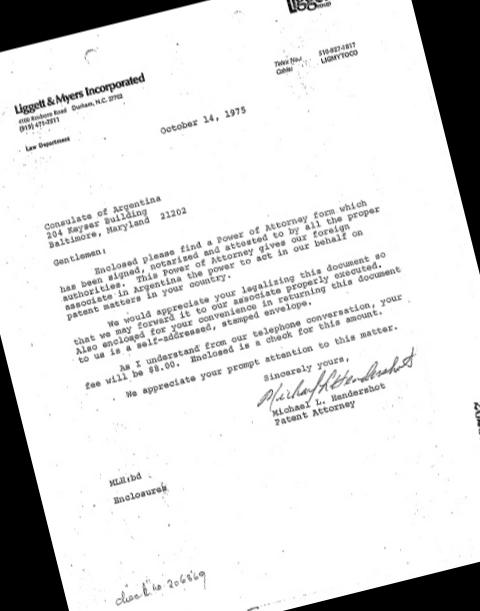 Liggett
GROUP
Liggett & Myers Incorporated
4100 Roxboro Road Durham, N.C. 27702
(919) 471-7511
Telex No. 510-927-1817
Cable: LIGMYTOCO
Law Department
October 14, 1975
Consulate of Argentina
204 Keyser Building
Baltimore, Maryland 21202
Gentlemen:
Enclosed please find a Power of Attorney form which
has been signed, notarized and attested to by all the proper
authorities. This Power of Attorney gives our foreign
associate in Argentina the power to act in our behalf on
patent matters in your country.
We would appreciate your legalizing this document so
that we may forward it to our associate properly executed.
Also enclosed for your convenience in returning this document
to us is a self-addressed, stamped envelope.
As I understand from our telephone conversation, your
fee will be $8.00. Enclosed is a check for this amount.
We appreciate your prompt attention to this matter.
Sincerely yours,
Michael L. Hendershot
Michael L. Hendershot
Patent Attorney
MLH:bd
Enclosures
check no 206869